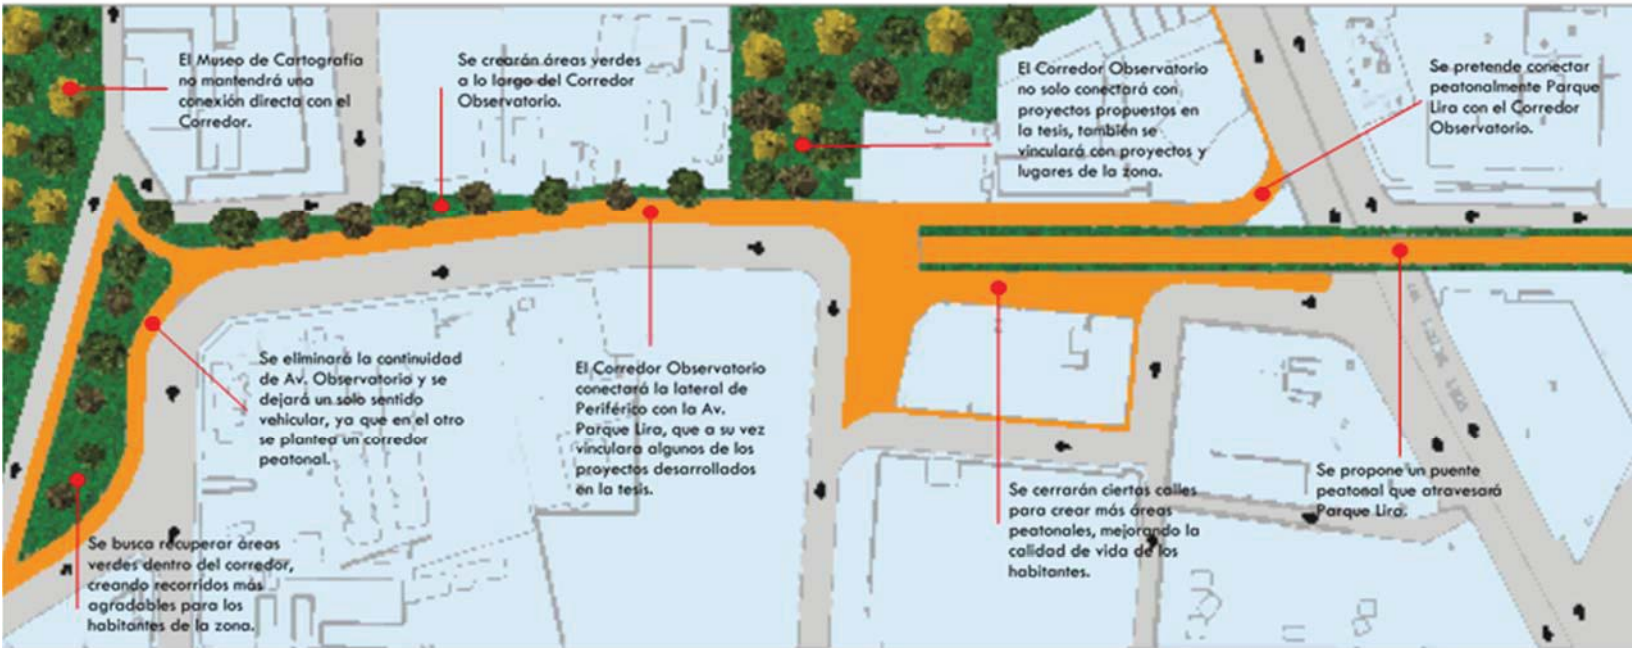 El Museo de Cartografía
no mantendrá una
conexión directa con el
Corredor.
Se crearán áreas verdes
a lo largo del Corredor
Observatorio.
El Corredor Observatorio
no solo conectará con
proyectos propuestos en
la tesis, también se
vinculará con proyectos y
lugares de la zona.
Se pretende conectar
peatonalmente Parque
Lira con el Corredor
Observatorio.
Se eliminará la continuidad
de Av. Observatorio y se
dejará un solo sentido
vehicular, ya que en el otro
se plantea un corredor
peatonal.
El Corredor Observatorio
conectará la lateral de
Periférico con la Av.
Parque Lira, que a su vez
vinculara algunos de los
proyectos desarrollados
en la tesis.
Se busca recuperar áreas
verdes dentro del corredor,
creando recorridos más
agradables para los
habitantes de la zona.
Se cerrarán ciertas calles
para crear más áreas
peatonales, mejorando la
calidad de vida de los
habitantes.
Se propone un puente
peatonal que atravesará
Parque Lira.